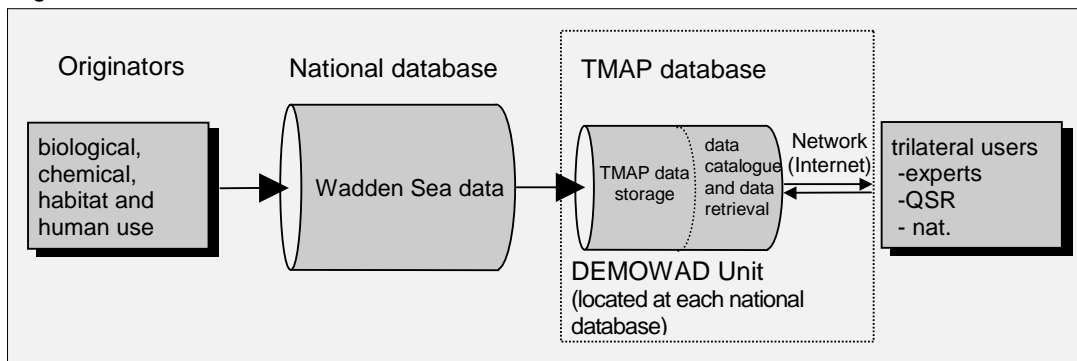 Originators
biological,
chemical,
habitat and
human use
National database
Wadden Sea data
TMAP database
TMAP data
storage
data
catalogue
and data
retrieval
DEMOWAD Unit
(located at each national
database)
Network
(Internet)
trilateral users
-experts
-QSR
- nat.